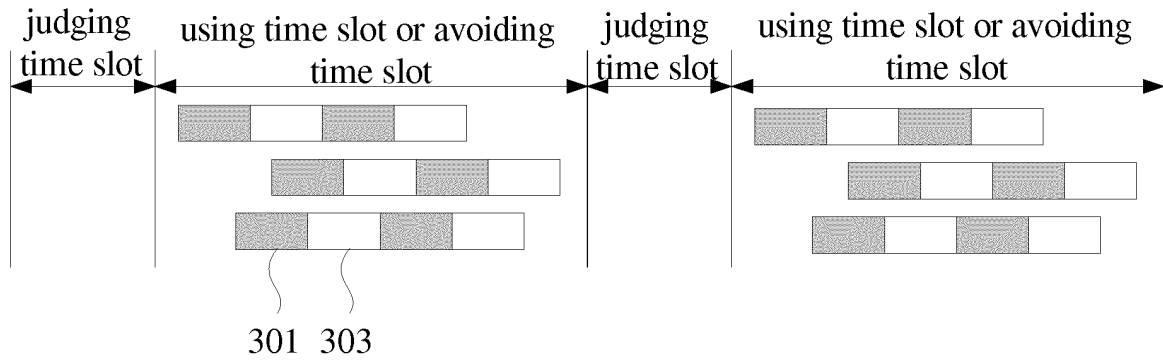 judging
time slot
using time slot or avoiding
time slot
judging
time slot
using time slot or avoiding
time slot
301
303